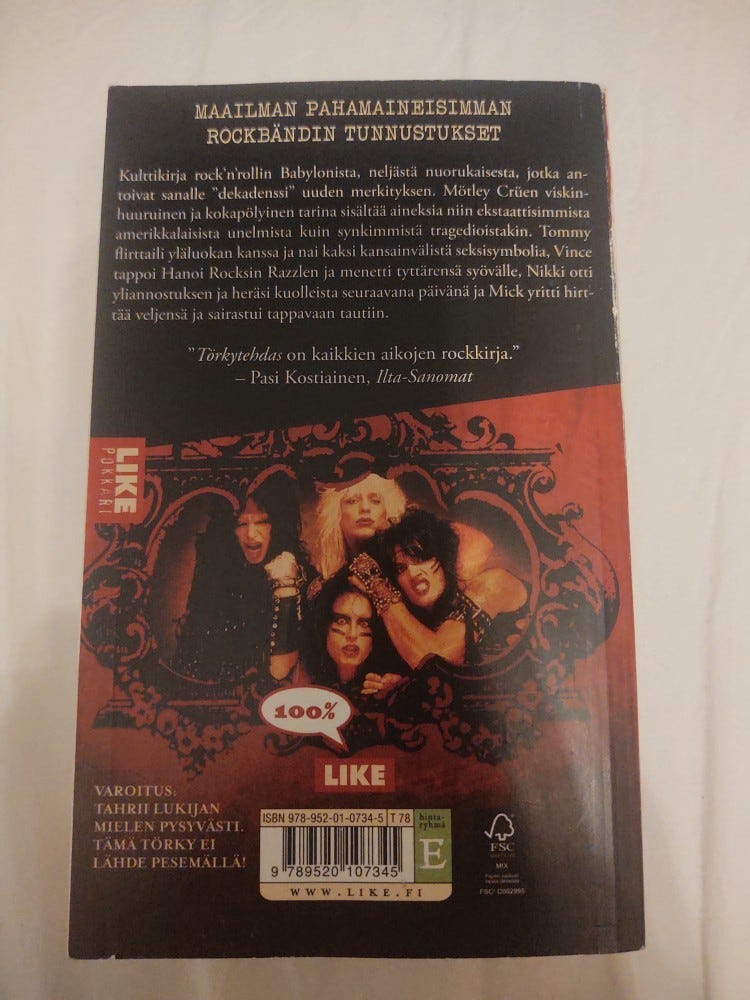 MAAILMAN PAHAMAINEISIMMAN
ROCKBÄNDIN TUNNUSTUKSET
Kulttikirja rock'n'rollin Babylonista, neljästä nuorukaisesta, jotka an-
toivat sanalle "dekadenssi" uuden merkityksen. Mötley Crüen viskin-
huuruinen ja kokapölyinen tarina sisältää aineksia niin ekstaattisimmista
amerikkalaisista unelmista kuin synkimmistä tragedioistakin. Tommy
flirttaili yläluokan kanssa ja nai kaksi kansainvälistä seksisymbolia, Vince
tappoi Hanoi Rocksin Razzlen ja menetti tyttärensä syövälle, Nikki otti
yliannostuksen ja heräsi kuolleista seuraavana päivänä ja Mick yritti hirt-
tää veljensä ja sairastui tappavaan tautiin.
"Törkytehdas on kaikkien aikojen rockkirja."
– Pasi Kostiainen, Ilta-Sanomat
LIKE
POKKARI
100%
LIKE
VAROITUS:
TAHRII LUKIJAN
MIELEN PYSYVÄSTI.
TÄMÄ TÖRKY EI
LÄHDE PESEMÄLLÄ!
ISBN 978-952-01-0734-5 T 78
9 789520 107345
WWW.LIKE.FI
hinta-
ryhmä
E
FSC
MIX
FSC® C002995